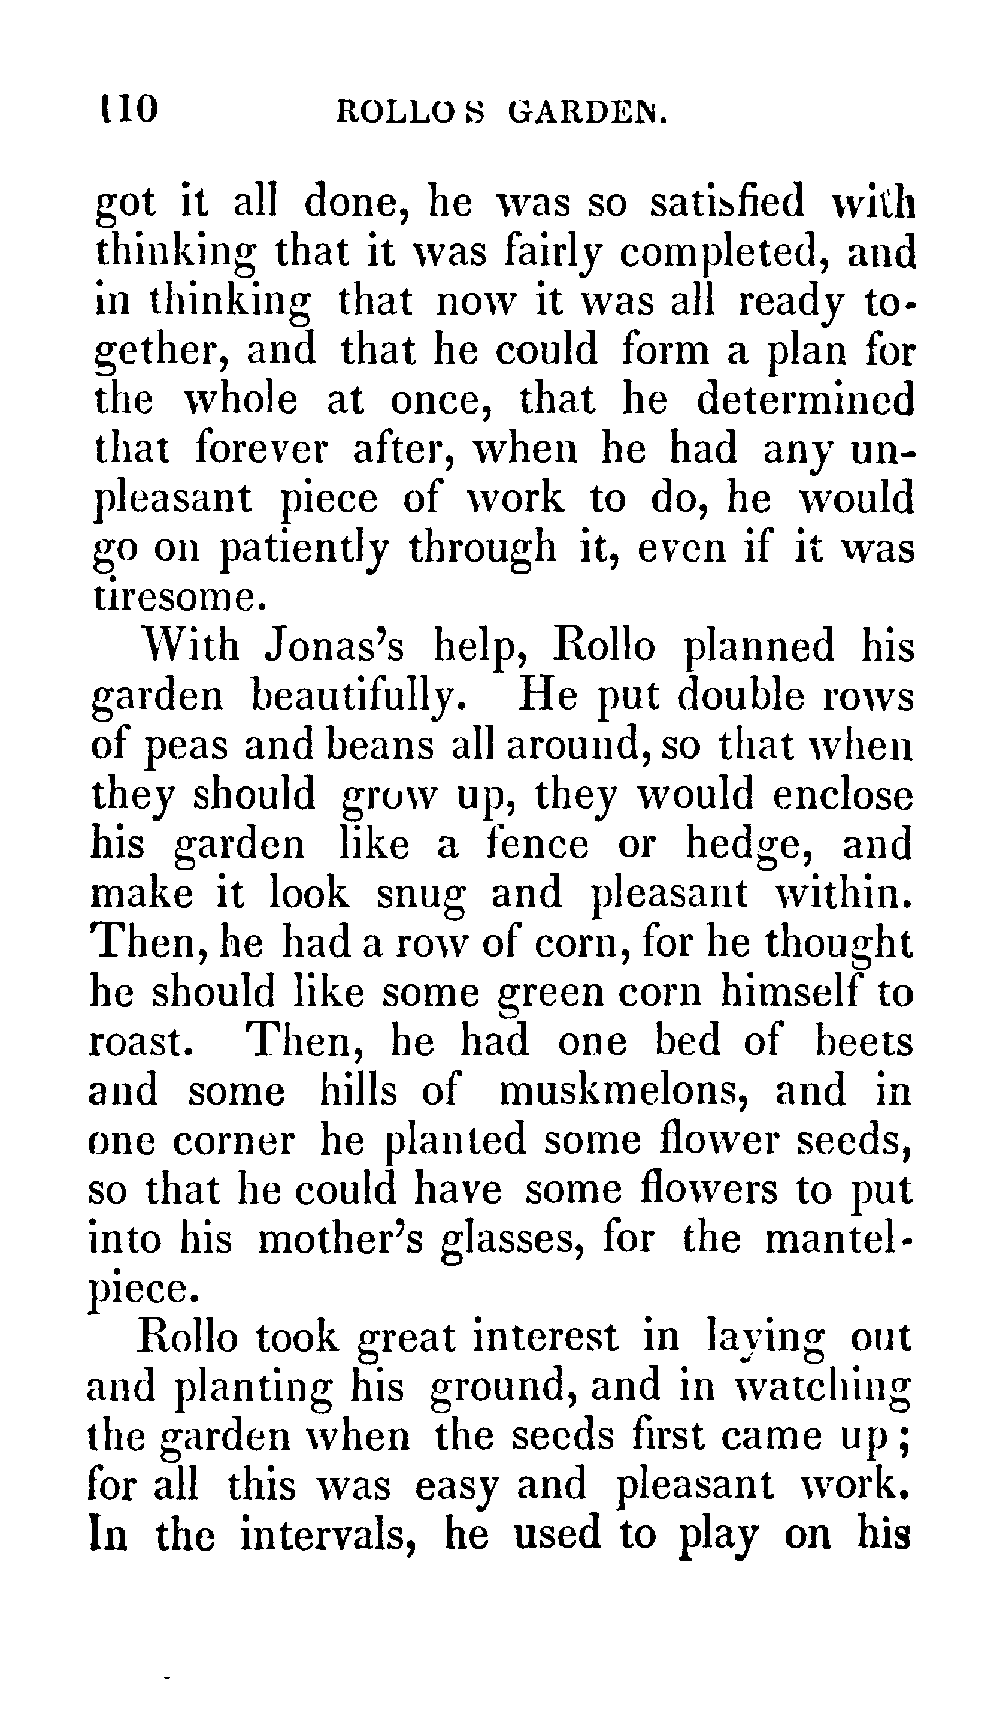 110 ROLLO'S GARDEN.
got it all done, he was so satisfied with
thinking that it was fairly completed, and
in thinking that now it was all ready to-
gether, and that he could form a plan for
the whole at once, that he determined
that forever after, when he had any un-
pleasant piece of work to do, he would
go on patiently through it, even if it was
tiresome.
With Jonas's help, Rollo planned his
garden beautifully. He put double rows
of peas and beans all around, so that when
they should grow up, they would enclose
his garden like a fence or hedge, and
make it look snug and pleasant within.
Then, he had a row of corn, for he thought
he should like some green corn himself to
roast. Then, he had one bed of beets
and some hills of muskmelons, and in
one corner he planted some flower seeds,
so that he could have some flowers to put
into his mother's glasses, for the mantel-
piece.
Rollo took great interest in laying out
and planting his ground, and in watching
the garden when the seeds first came up;
for all this was easy and pleasant work.
In the intervals, he used to play on his